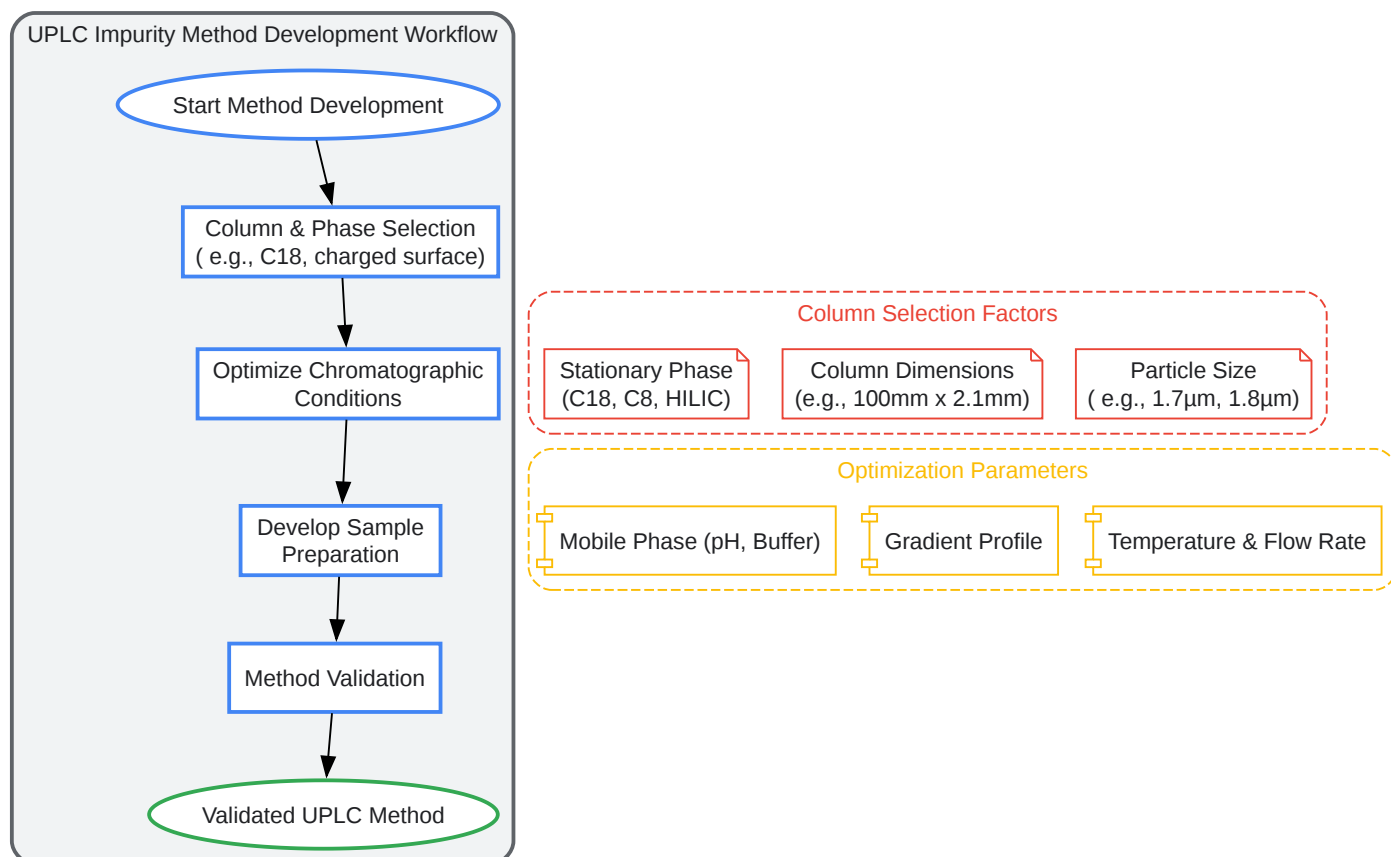 UPLC Impurity Method Development Workflow
Start Method Development
Column & Phase Selection
( e.g., C18, charged surface)
Optimize Chromatographic
Conditions
Develop Sample
Preparation
Method Validation
Validated UPLC Method
Column Selection Factors
Stationary Phase
(C18, C8, HILIC)
Column Dimensions
(e.g., 100mm x 2.1mm)
Particle Size
( e.g., 1.7µm, 1.8µm)
Optimization Parameters
Mobile Phase (pH, Buffer)
Gradient Profile
Temperature & Flow Rate